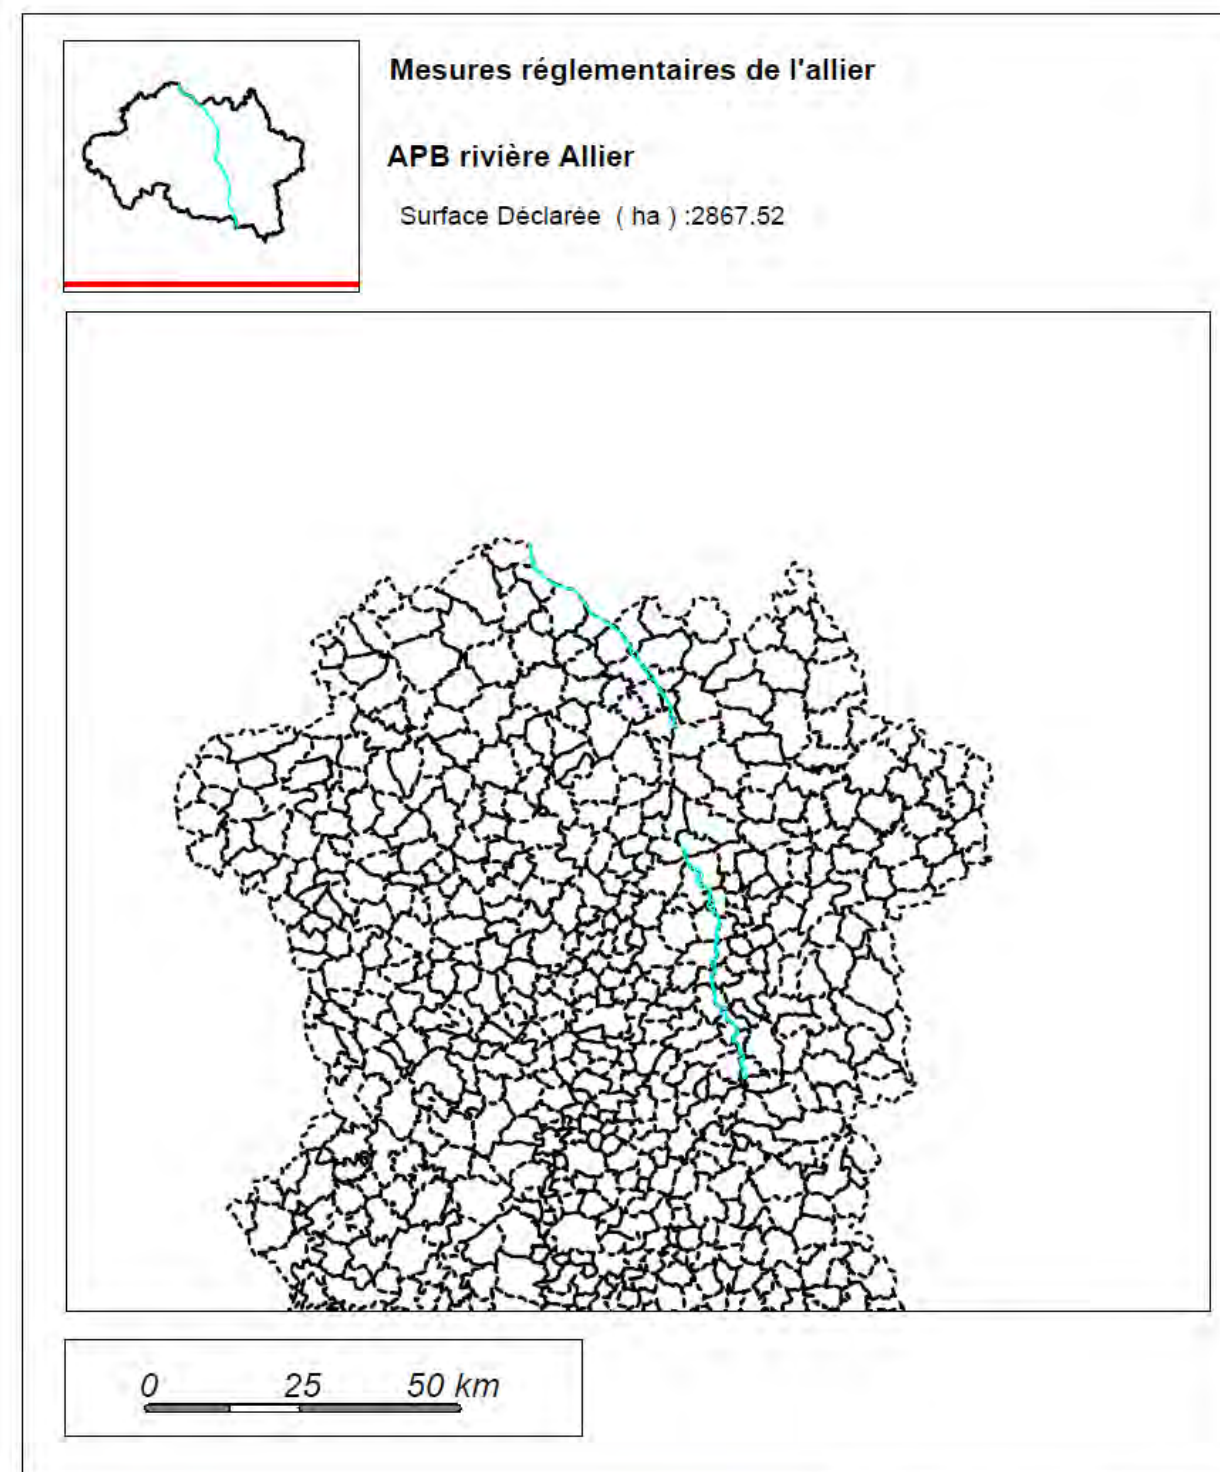 Mesures réglementaires de l'allier
APB rivière Allier
Surface Déclarée ( ha ) :2867.52
0 25 50 km